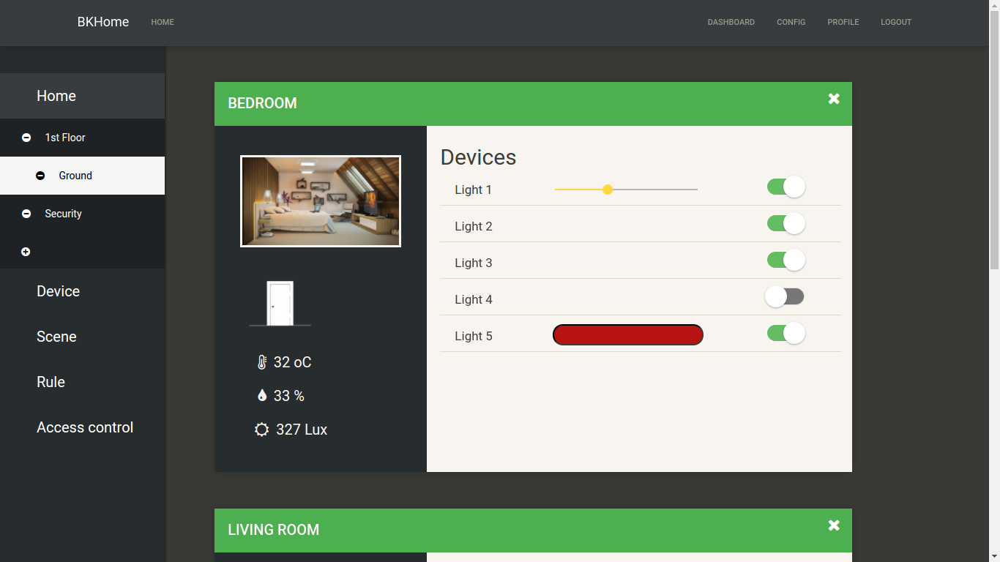 BKHome HOME DASHBOARD CONFIG PROFILE LOGOUT
Home
1st Floor
Ground
Security
Device
Scene
Rule
Access control
BEDROOM
32 oC
33 %
327 Lux
Devices
Light 1
Light 2
Light 3
Light 4
Light 5
LIVING ROOM